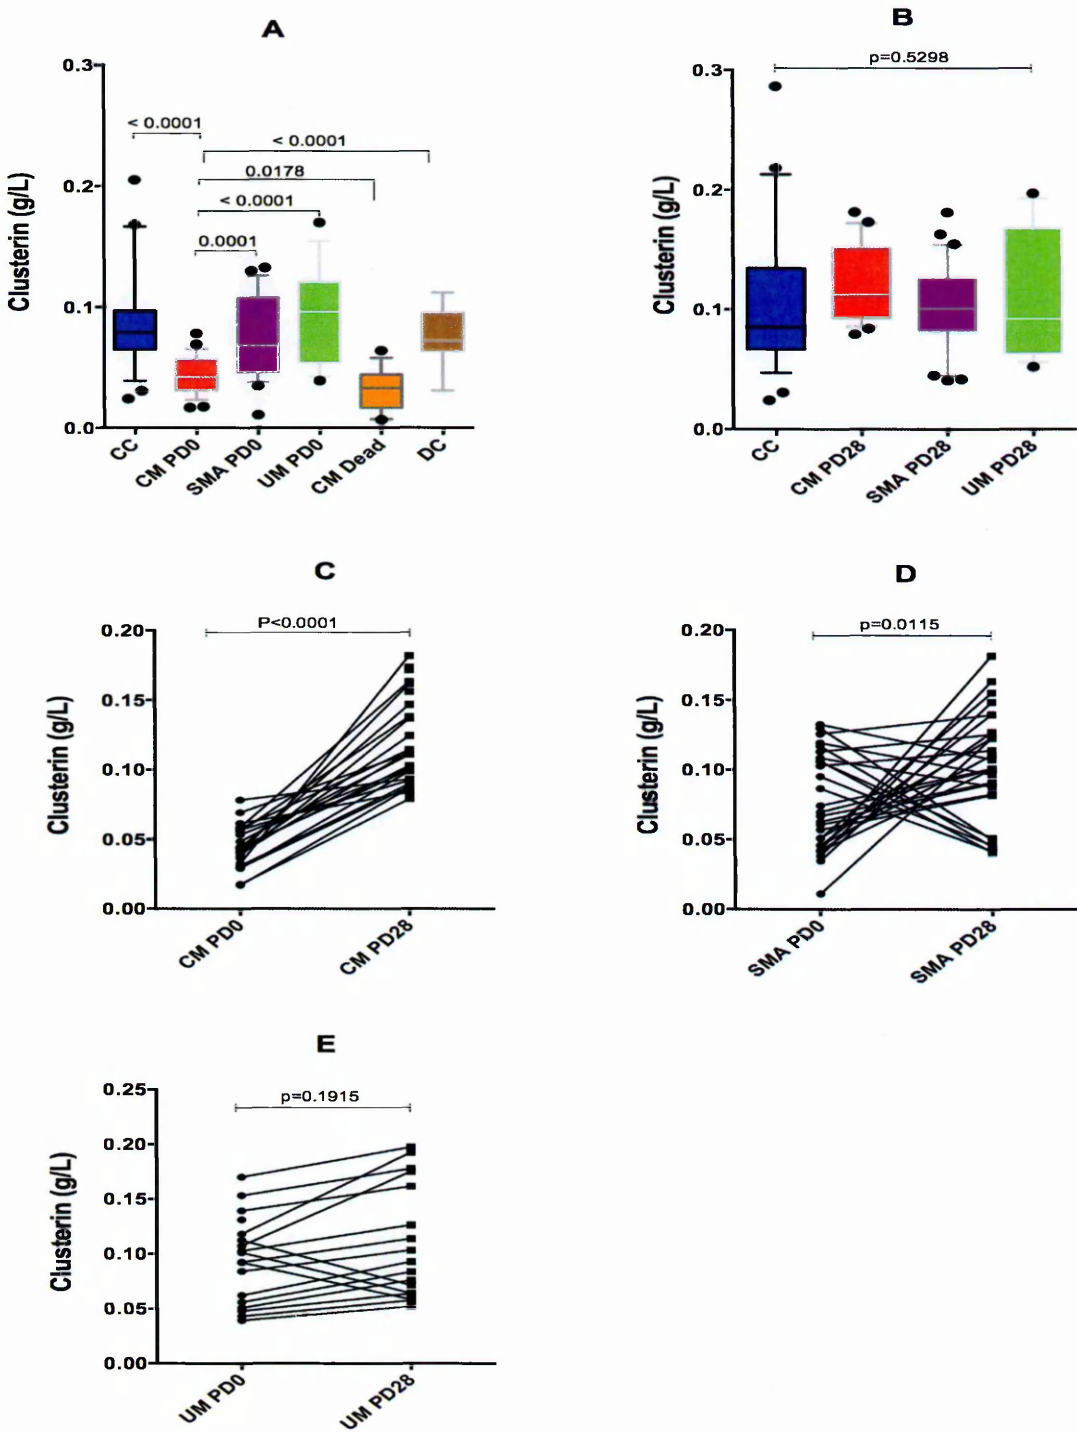 A
Clusterin (g/L)
0.3
0.2
0.1
0.0
< 0.0001
< 0.0001
0.0178
< 0.0001
0.0001
CC
CM PD0
SMA PD0
UM PD0
CM Dead
DC
B
Clusterin (g/L)
0.3
0.2
0.1
0.0
p=0.5298
CC
CM PD28
SMA PD28
UM PD28
C
Clusterin (g/L)
0.20
0.15
0.10
0.05
0.00
P<0.0001
CM PD0
CM PD28
D
Clusterin (g/L)
0.20
0.15
0.10
0.05
0.00
p=0.0115
SMA PD0
SMA PD28
E
Clusterin (g/L)
0.25
0.20
0.15
0.10
0.05
0.00
p=0.1915
UM PD0
UM PD28